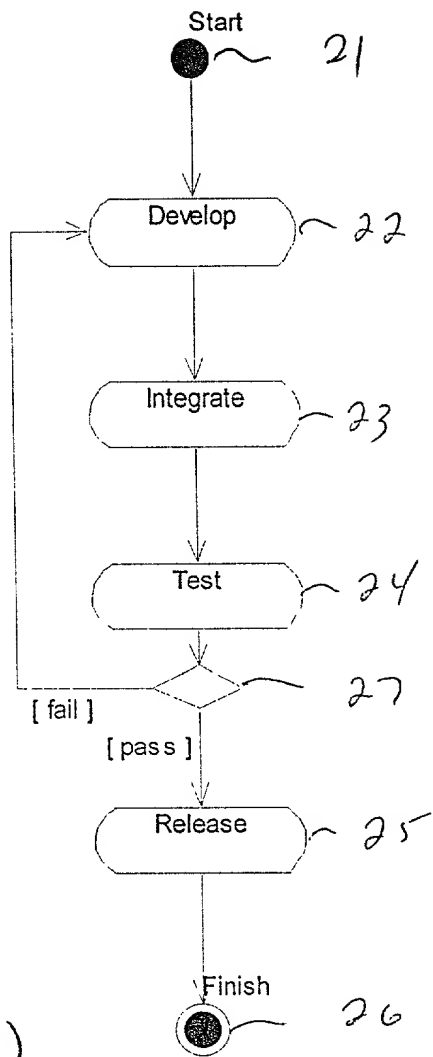 Start
21
Develop
22
Integrate
23
Test
24
27
[ fail ]
[ pass ]
Release
25
Finish
26
)